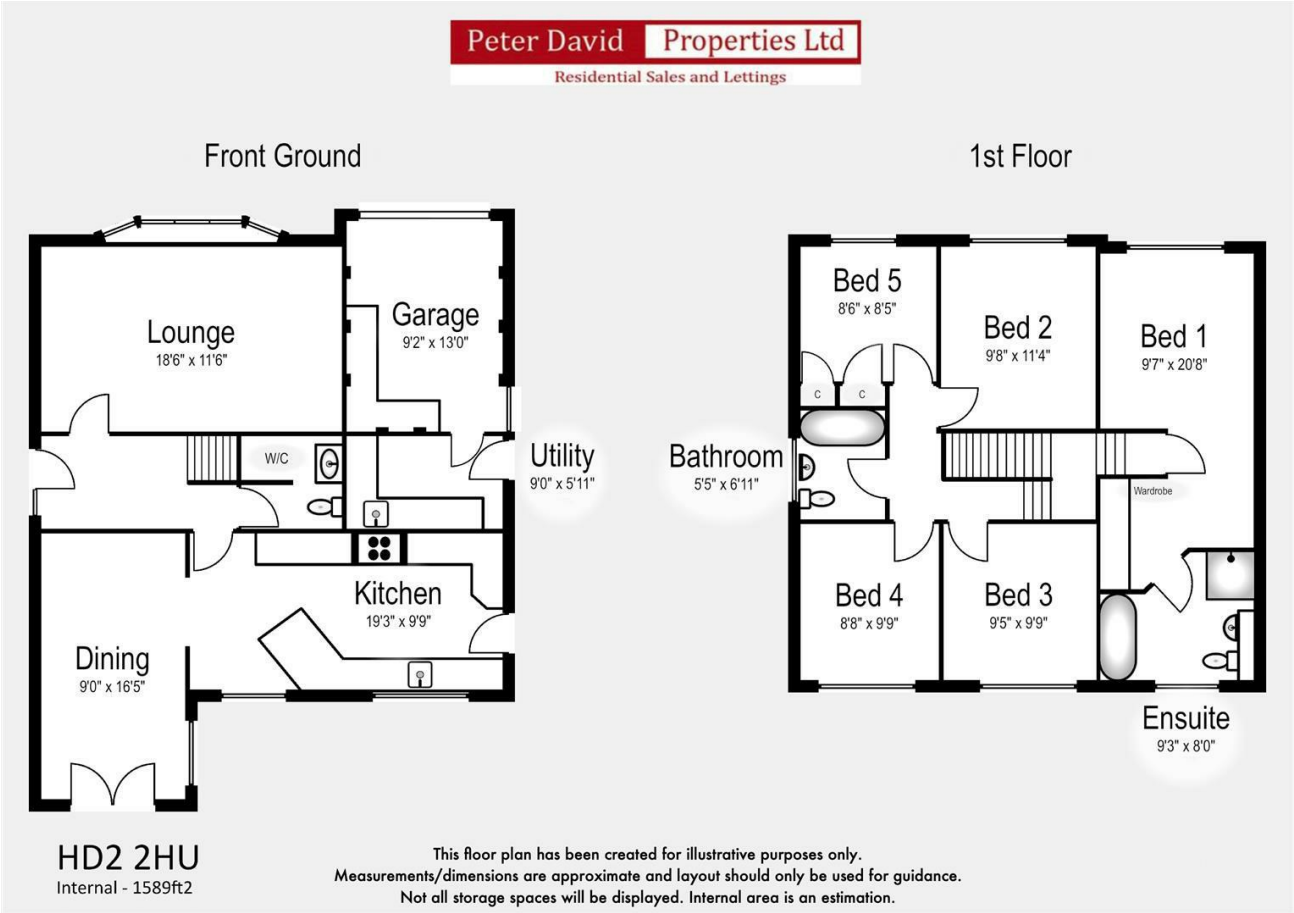 Peter David Properties Ltd
Residential Sales and Lettings
Front Ground
1st Floor
Lounge
18'6" x 11'6"
Garage
9'2" x 13'0"
W/C
Utility
9'0" x 5'11"
Kitchen
19'3" x 9'9"
Dining
9'0" x 16'5"
Bed 5
8'6" x 8'5"
C
C
Bed 2
9'8" x 11'4"
Bed 1
9'7" x 20'8"
Bathroom
5'5" x 6'11"
Wardrobe
Bed 4
8'8" x 9'9"
Bed 3
9'5" x 9'9"
Ensuite
9'3" x 8'0"
HD2 2HU
Internal - 1589ft2
This floor plan has been created for illustrative purposes only.
Measurements/dimensions are approximate and layout should only be used for guidance.
Not all storage spaces will be displayed. Internal area is an estimation.